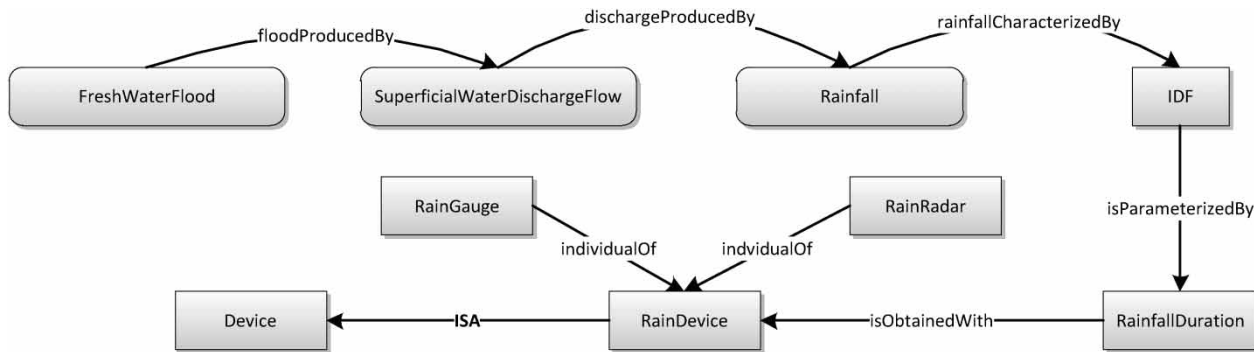 floodProducedBy
dischargeProducedBy
rainfallCharacterizedBy
FreshWaterFlood
SuperficialWaterDischargeFlow
Rainfall
IDF
RainGauge
RainRadar
isParameterizedBy
individualOf
indvidualOf
Device
ISA
RainDevice
isObtainedWith
RainfallDuration